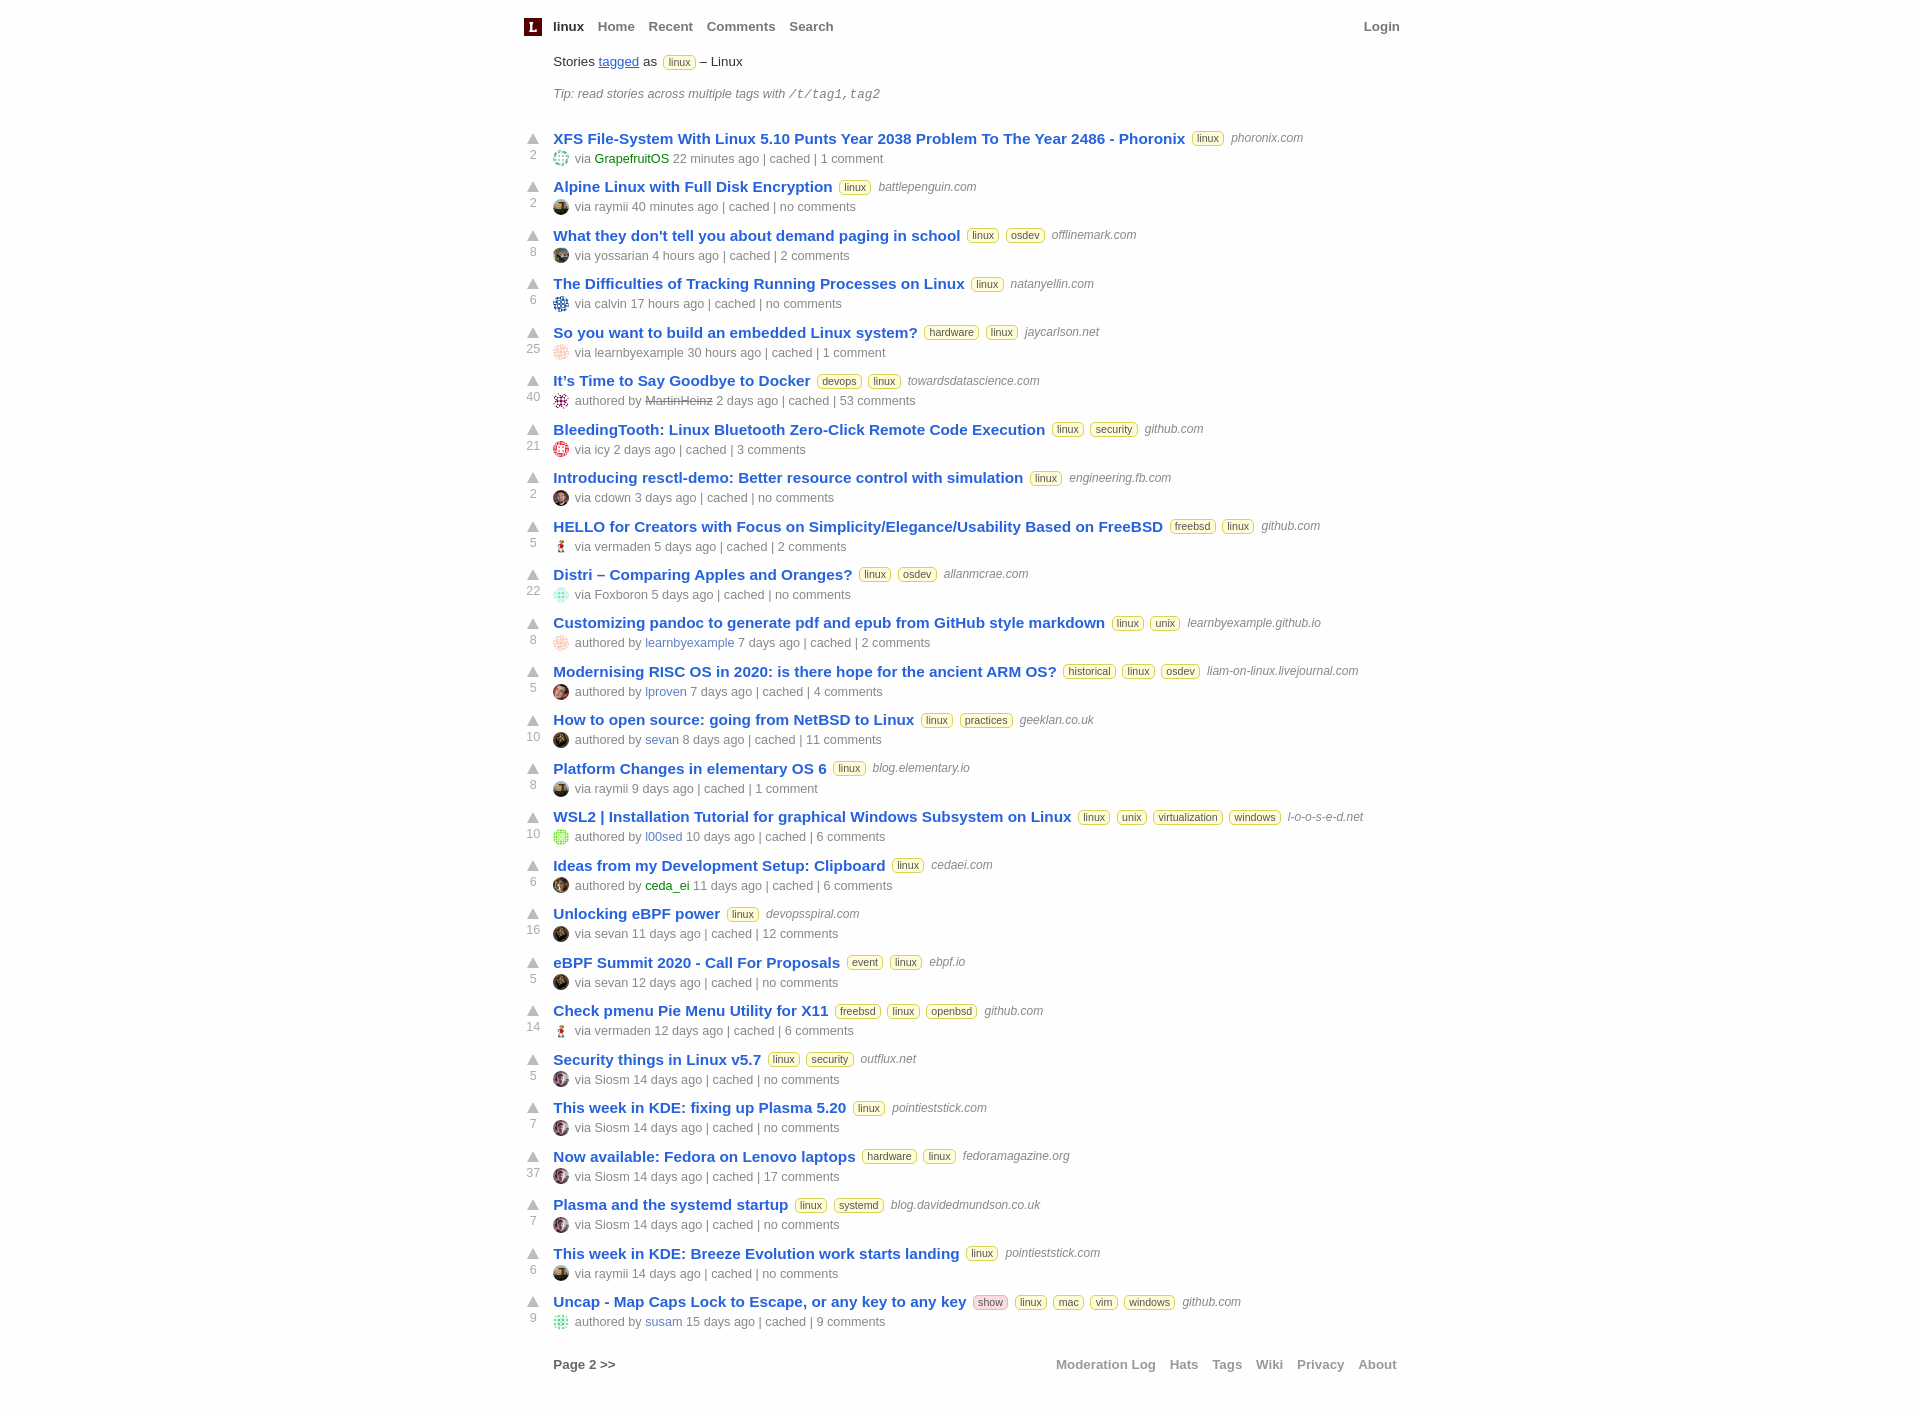 L linux Home Recent Comments Search Login
Stories tagged as linux – Linux
Tip: read stories across multiple tags with /t/tag1,tag2
XFS File-System With Linux 5.10 Punts Year 2038 Problem To The Year 2486 - Phoronix linux phoronix.com
2 via GrapefruitOS 22 minutes ago | cached | 1 comment
Alpine Linux with Full Disk Encryption linux battlepenguin.com
2 via raymii 40 minutes ago | cached | no comments
What they don't tell you about demand paging in school linux osdev offlinemark.com
8 via yossarian 4 hours ago | cached | 2 comments
The Difficulties of Tracking Running Processes on Linux linux natanyellin.com
6 via calvin 17 hours ago | cached | no comments
So you want to build an embedded Linux system? hardware linux jaycarlson.net
25 via learnbyexample 30 hours ago | cached | 1 comment
It’s Time to Say Goodbye to Docker devops linux towardsdatascience.com
40 authored by MartinHeinz 2 days ago | cached | 53 comments
BleedingTooth: Linux Bluetooth Zero-Click Remote Code Execution linux security github.com
21 via icy 2 days ago | cached | 3 comments
Introducing resctl-demo: Better resource control with simulation linux engineering.fb.com
2 via cdown 3 days ago | cached | no comments
HELLO for Creators with Focus on Simplicity/Elegance/Usability Based on FreeBSD freebsd linux github.com
5 via vermaden 5 days ago | cached | 2 comments
Distri – Comparing Apples and Oranges? linux osdev allanmcrae.com
22 via Foxboron 5 days ago | cached | no comments
Customizing pandoc to generate pdf and epub from GitHub style markdown linux unix learnbyexample.github.io
8 authored by learnbyexample 7 days ago | cached | 2 comments
Modernising RISC OS in 2020: is there hope for the ancient ARM OS? historical linux osdev liam-on-linux.livejournal.com
5 authored by lproven 7 days ago | cached | 4 comments
How to open source: going from NetBSD to Linux linux practices geeklan.co.uk
10 authored by sevan 8 days ago | cached | 11 comments
Platform Changes in elementary OS 6 linux blog.elementary.io
8 via raymii 9 days ago | cached | 1 comment
WSL2 | Installation Tutorial for graphical Windows Subsystem on Linux linux unix virtualization windows l-o-o-s-e-d.net
10 authored by l00sed 10 days ago | cached | 6 comments
Ideas from my Development Setup: Clipboard linux cedaei.com
6 authored by ceda_ei 11 days ago | cached | 6 comments
Unlocking eBPF power linux devopsspiral.com
16 via sevan 11 days ago | cached | 12 comments
eBPF Summit 2020 - Call For Proposals event linux ebpf.io
5 via sevan 12 days ago | cached | no comments
Check pmenu Pie Menu Utility for X11 freebsd linux openbsd github.com
14 via vermaden 12 days ago | cached | 6 comments
Security things in Linux v5.7 linux security outflux.net
5 via Siosm 14 days ago | cached | no comments
This week in KDE: fixing up Plasma 5.20 linux pointieststick.com
7 via Siosm 14 days ago | cached | no comments
Now available: Fedora on Lenovo laptops hardware linux fedoramagazine.org
37 via Siosm 14 days ago | cached | 17 comments
Plasma and the systemd startup linux systemd blog.davidedmundson.co.uk
7 via Siosm 14 days ago | cached | no comments
This week in KDE: Breeze Evolution work starts landing linux pointieststick.com
6 via raymii 14 days ago | cached | no comments
Uncap - Map Caps Lock to Escape, or any key to any key show linux mac vim windows github.com
9 authored by susam 15 days ago | cached | 9 comments
Page 2 >> Moderation Log Hats Tags Wiki Privacy About